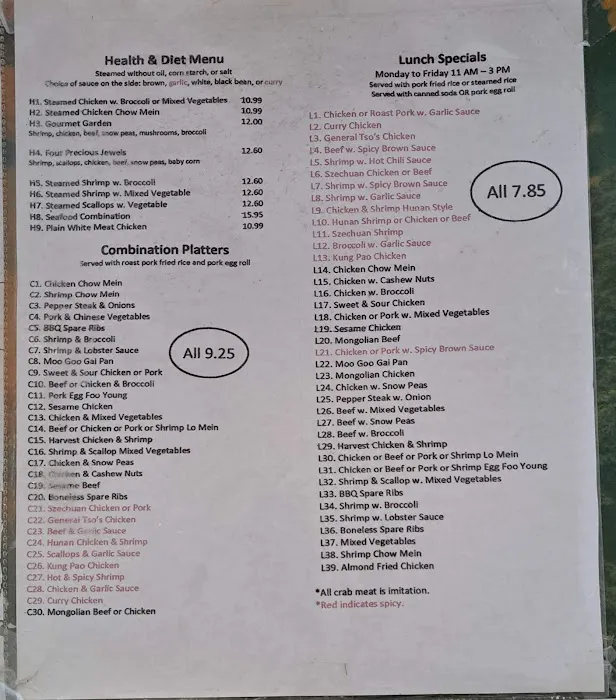 Health & Diet Menu
Steamed without oil, corn starch, or salt
Choice of sauce on the side: brown, garlic, white, black bean, or curry
H1. Steamed Chicken w. Broccoli or Mixed Vegetables 10.99
H2. Steamed Chicken Chow Mein 10.99
H3. Gourmet Garden 12.00
Shrimp, chicken, beef, snow peas, mushrooms, broccoli
H4. Four Precious Jewels 12.60
Shrimp, scallops, chicken, beef, snow peas, baby corn
H5. Steamed Shrimp w. Broccoli 12.60
H6. Steamed Shrimp w. Mixed Vegetable 12.60
H7. Steamed Scallops w. Vegetable 12.60
H8. Seafood Combination 15.95
H9. Plain White Meat Chicken 10.99
Combination Platters
Served with roast pork fried rice and pork egg roll
C1. Chicken Chow Mein
C2. Shrimp Chow Mein
C3. Pepper Steak & Onions
C4. Pork & Chinese Vegetables
C5. BBQ Spare Ribs
C6. Shrimp & Broccoli
C7. Shrimp & Lobster Sauce
C8. Moo Goo Gai Pan
C9. Sweet & Sour Chicken or Pork
C10. Beef or Chicken & Broccoli
C11. Pork Egg Foo Young
C12. Sesame Chicken
C13. Chicken & Mixed Vegetables
C14. Beef or Chicken or Pork or Shrimp Lo Mein
C15. Harvest Chicken & Shrimp
C16. Shrimp & Scallop Mixed Vegetables
C17. Chicken & Snow Peas
C18. Chicken & Cashew Nuts
C19. Sesame Beef
C20. Boneless Spare Ribs
C21. Szechuan Chicken or Pork
C22. General Tso's Chicken
C23. Beef & Garlic Sauce
C24. Hunan Chicken & Shrimp
C25. Scallops & Garlic Sauce
C26. Kung Pao Chicken
C27. Hot & Spicy Shrimp
C28. Chicken & Garlic Sauce
C29. Curry Chicken
C30. Mongolian Beef or Chicken
All 9.25
Lunch Specials
Monday to Friday 11 AM – 3 PM
Served with pork fried rice or steamed rice
Served with canned soda OR pork egg roll
L1. Chicken or Roast Pork w. Garlic Sauce
L2. Curry Chicken
L3. General Tso's Chicken
L4. Beef w. Spicy Brown Sauce
L5. Shrimp w. Hot Chili Sauce
L6. Szechuan Chicken or Beef
L7. Shrimp w. Spicy Brown Sauce
L8. Shrimp w. Garlic Sauce
L9. Chicken & Shrimp Hunan Style
L10. Hunan Shrimp or Chicken or Beef
L11. Szechuan Shrimp
L12. Broccoli w. Garlic Sauce
L13. Kung Pao Chicken
L14. Chicken Chow Mein
L15. Chicken w. Cashew Nuts
L16. Chicken w. Broccoli
L17. Sweet & Sour Chicken
L18. Chicken or Pork w. Mixed Vegetables
L19. Sesame Chicken
L20. Mongolian Beef
L21. Chicken or Pork w. Spicy Brown Sauce
L22. Moo Goo Gai Pan
L23. Mongolian Chicken
L24. Chicken w. Snow Peas
L25. Pepper Steak w. Onion
L26. Beef w. Mixed Vegetables
L27. Beef w. Snow Peas
L28. Beef w. Broccoli
L29. Harvest Chicken & Shrimp
L30. Chicken or Beef or Pork or Shrimp Lo Mein
L31. Chicken or Beef or Pork or Shrimp Egg Foo Young
L32. Shrimp & Scallop w. Mixed Vegetables
L33. BBQ Spare Ribs
L34. Shrimp w. Broccoli
L35. Shrimp w. Lobster Sauce
L36. Boneless Spare Ribs
L37. Mixed Vegetables
L38. Shrimp Chow Mein
L39. Almond Fried Chicken
All 7.85
*All crab meat is imitation.
*Red indicates spicy.